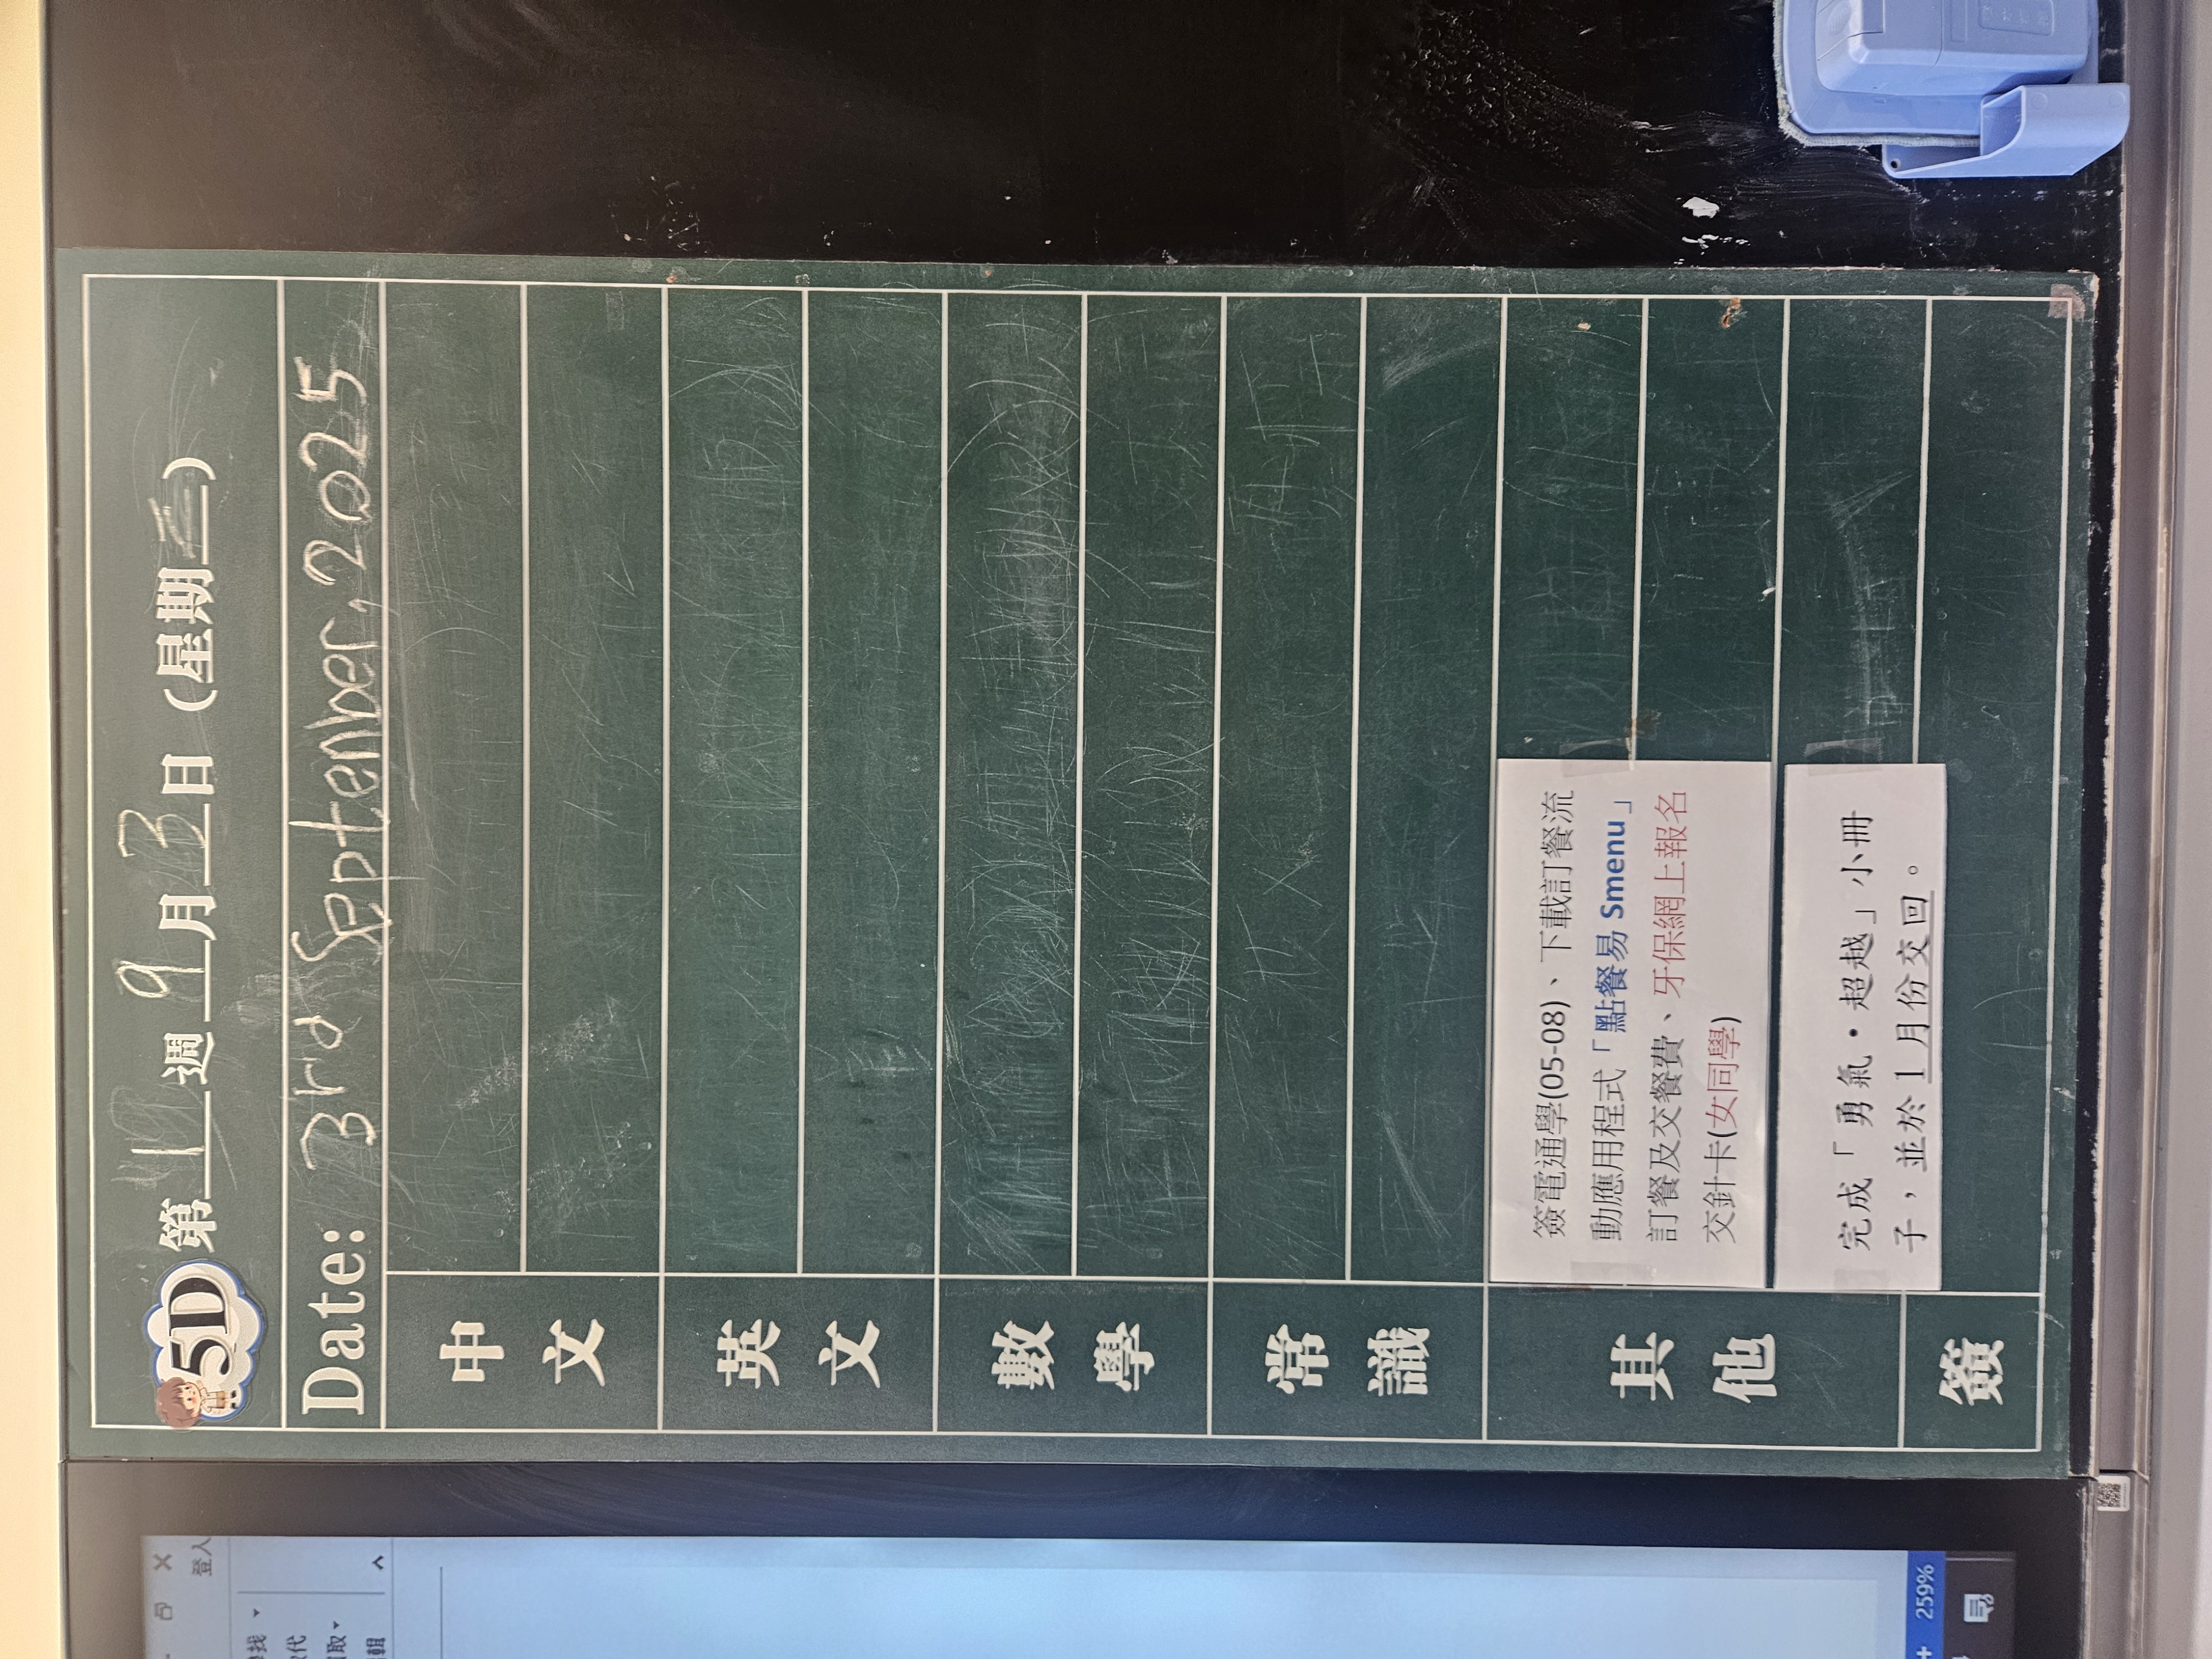 5D 第 1 週 9 月 3 日 (星期 三)
Date: 3rd September, 2025
中文
英文
數學
常識
其他
簽電通學(05-08)、下載訂餐流
動應用程式「點餐易 Smenu」
訂餐及交餐費、牙保網上報名
交針卡(女同學)
完成「勇氣•超越」小冊
子，並於 1 月份交回。
簽
登入
259%